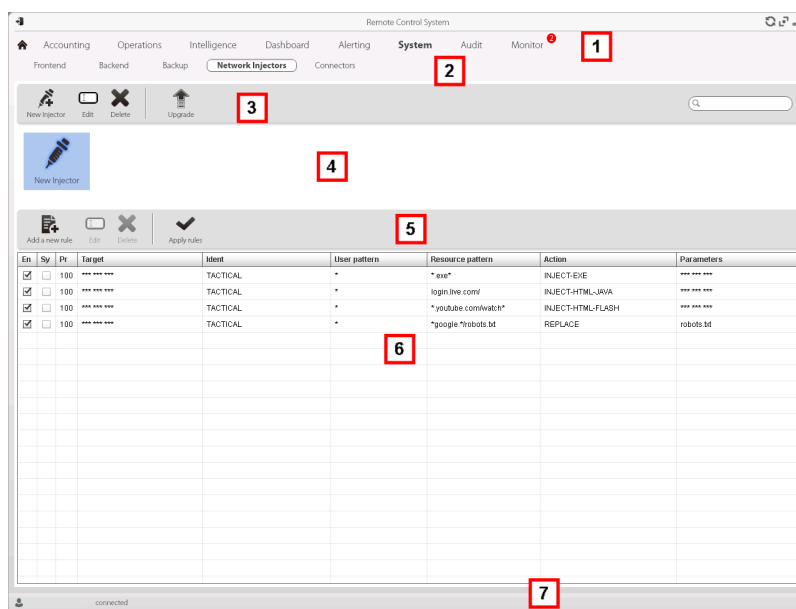 Remote Control System
Accounting Operations Intelligence Dashboard Alerting System Audit Monitor 2
1
Frontend Backend Backup Network Injectors Connectors
2
New Injector Edit Delete Upgrade
3
New Injector
4
Add a new rule Edit Delete Apply rules
5
En Sy Pr Target Ident User pattern Resource pattern Action Parameters
100 *** *** *** TACTICAL * *.exe* INJECT-EXE *** *** ***
100 *** *** *** TACTICAL * login.live.com/ INJECT-HTML-JAVA *** *** ***
100 *** *** *** TACTICAL * *.youtube.com/watch* INJECT-HTML-FLASH *** *** ***
100 *** *** *** TACTICAL * *google.*/robots.txt REPLACE robots.txt
6
7
connected